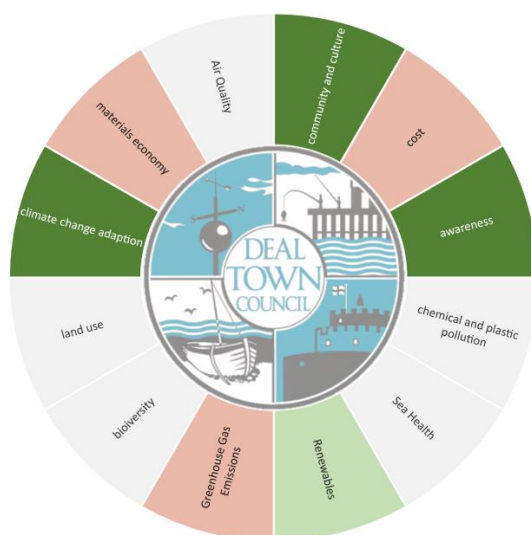 community and culture
cost
awareness
chemical and plastic
pollution
Sea Health
Renewables
Greenhouse Gas
Emissions
bioiversity
land use
climate change adaption
materials economy
Air Quality
DEAL
TOWN
COUNCIL
N
S